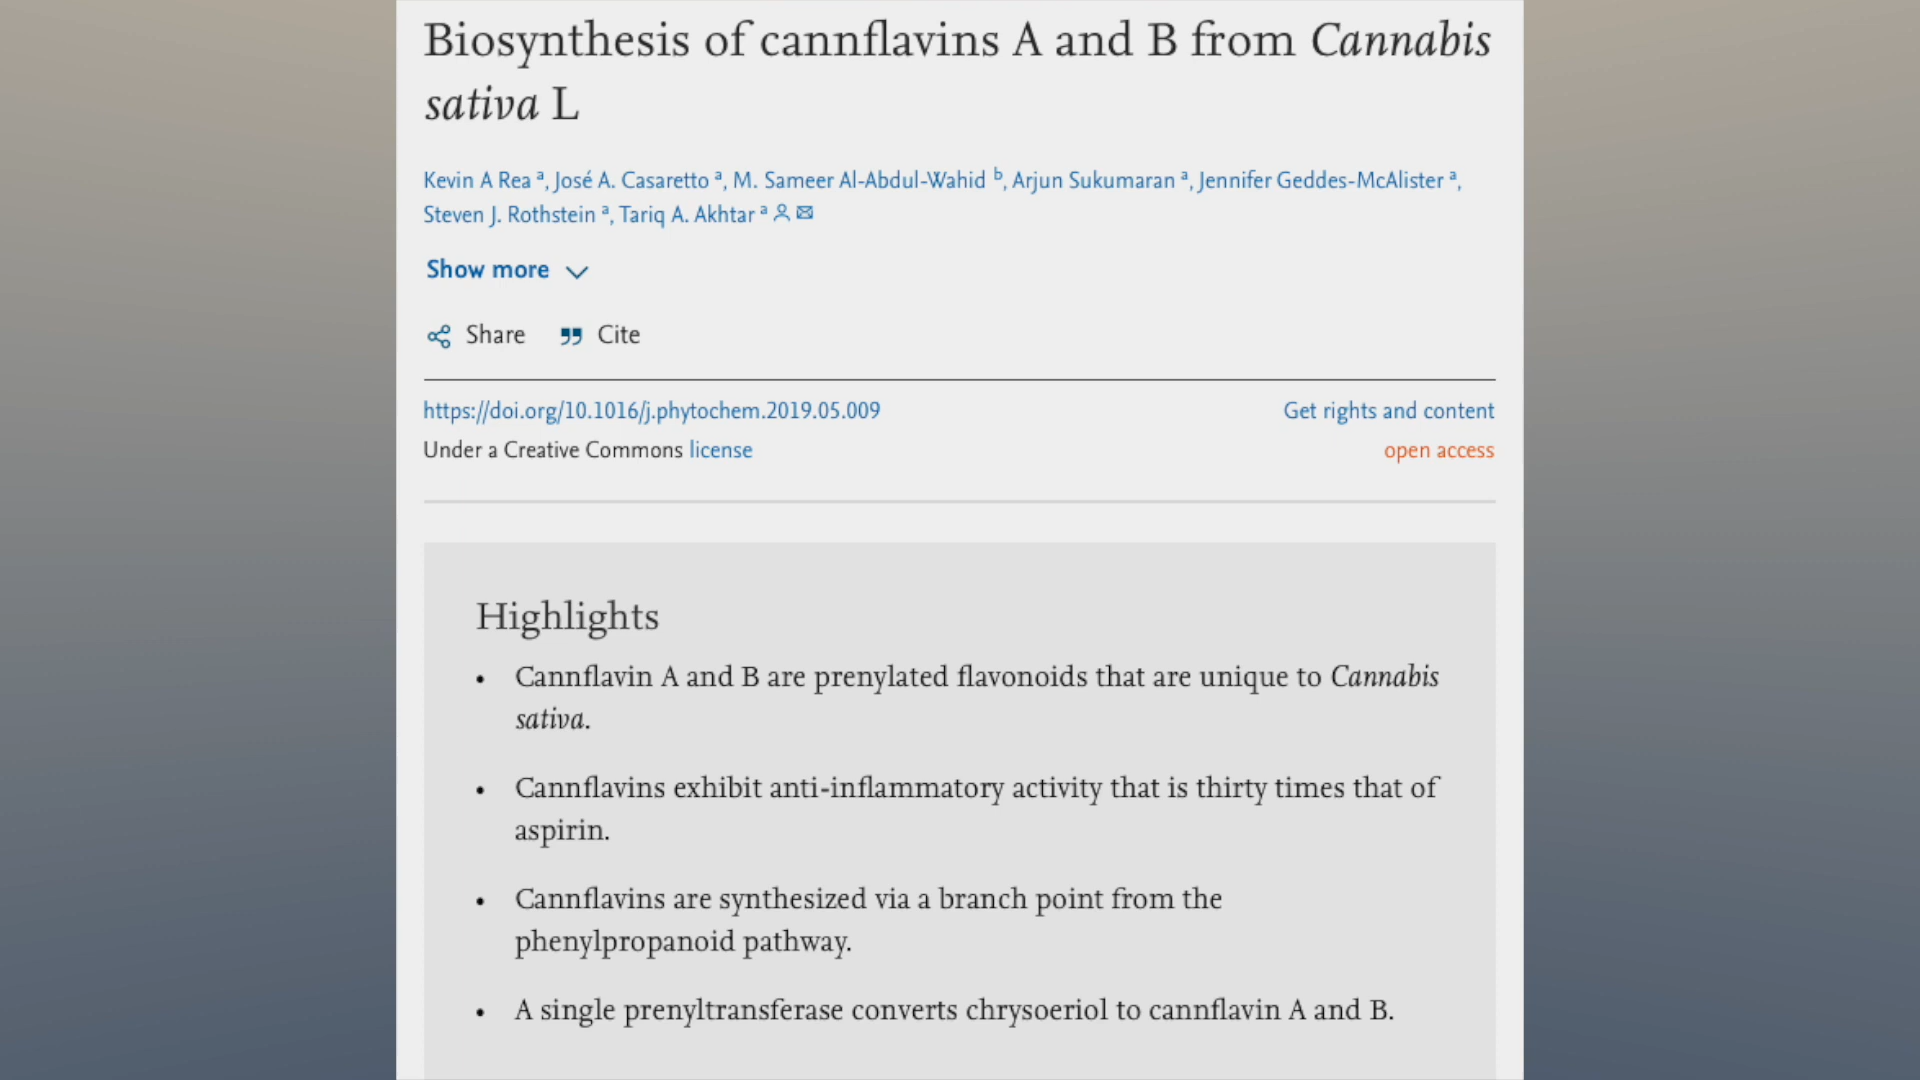 Biosynthesis of cannflavins A and B from Cannabis
sativa L
Kevin A Rea a, José A. Casaretto a, M. Sameer Al-Abdul-Wahid b, Arjun Sukumaran a, Jennifer Geddes-McAlister a,
Steven J. Rothstein a, Tariq A. Akhtar a
Show more
Share Cite
https://doi.org/10.1016/j.phytochem.2019.05.009 Get rights and content
Under a Creative Commons license open access
Highlights
• Cannflavin A and B are prenylated flavonoids that are unique to Cannabis
sativa.
• Cannflavins exhibit anti-inflammatory activity that is thirty times that of
aspirin.
• Cannflavins are synthesized via a branch point from the
phenylpropanoid pathway.
• A single prenyltransferase converts chrysoeriol to cannflavin A and B.